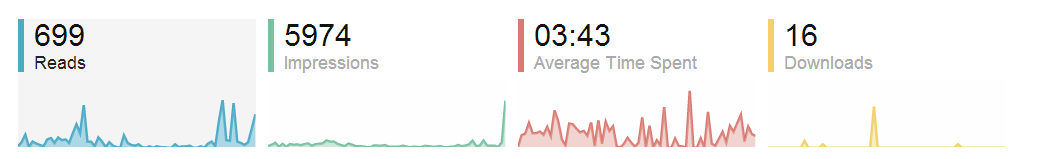 699
Reads
5974
Impressions
03:43
Average Time Spent
16
Downloads